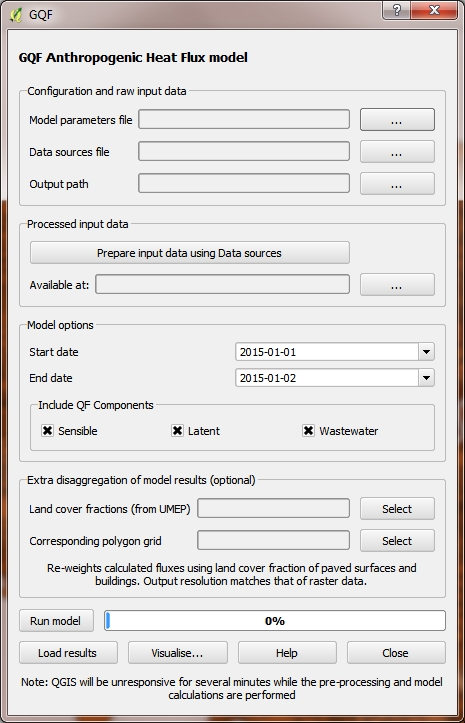 GQF
GQF Anthropogenic Heat Flux model
Configuration and raw input data
Model parameters file
...
Data sources file
...
Output path
...
Processed input data
Prepare input data using Data sources
Available at:
...
Model options
Start date
2015-01-01
End date
2015-01-02
Include QF Components
Sensible
Latent
Wastewater
Extra disaggregation of model results (optional)
Land cover fractions (from UMEP)
Select
Corresponding polygon grid
Select
Re-weights calculated fluxes using land cover fraction of paved surfaces and
buildings. Output resolution matches that of raster data.
Run model
0%
Load results
Visualise...
Help
Close
Note: QGIS will be unresponsive for several minutes while the pre-processing and model
calculations are performed